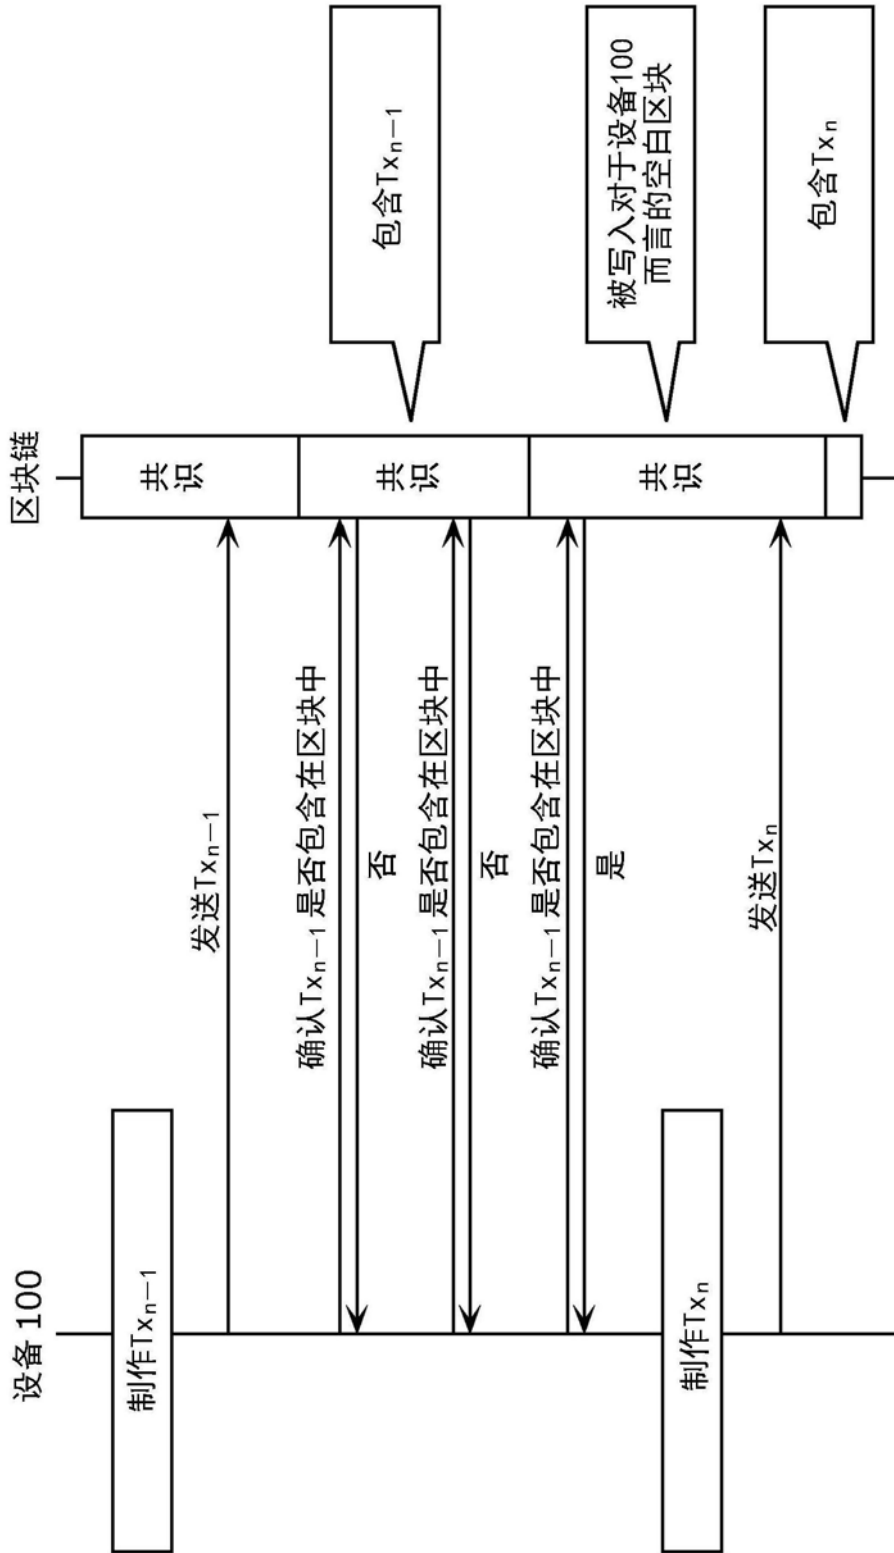 设备 100
区块链
制作Txn−1
共识
发送Txn−1
确认Txn−1 是否包含在区块中
否
共识
包含Txn−1
确认Txn−1 是否包含在区块中
否
确认Txn−1 是否包含在区块中
是
共识
被写入对于设备100
而言的空白区块
制作Txn
发送Txn
包含Txn